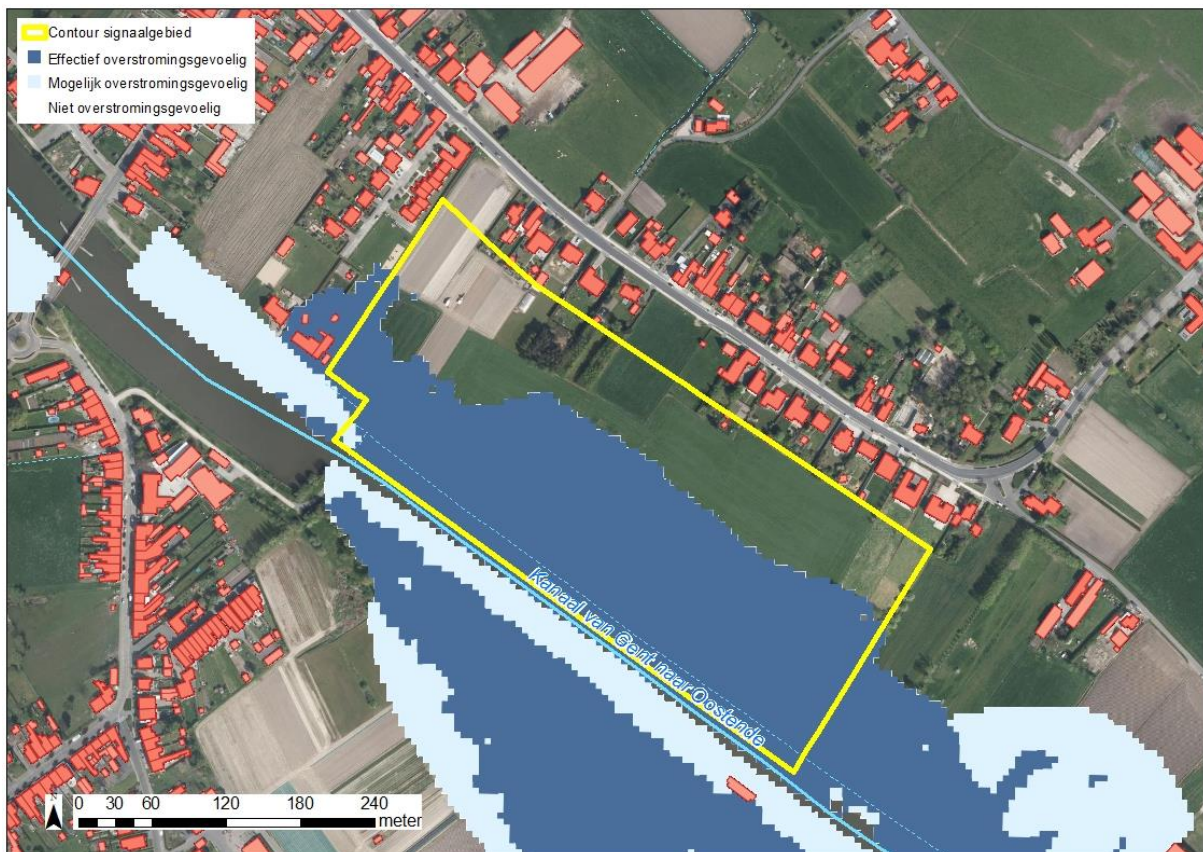 Contour signaalgebied
Effectief overstromingsgevoelig
Mogelijk overstromingsgevoelig
Niet overstromingsgevoelig
Kanaal van Gent naar Oostende
0 30 60 120 180 240
meter